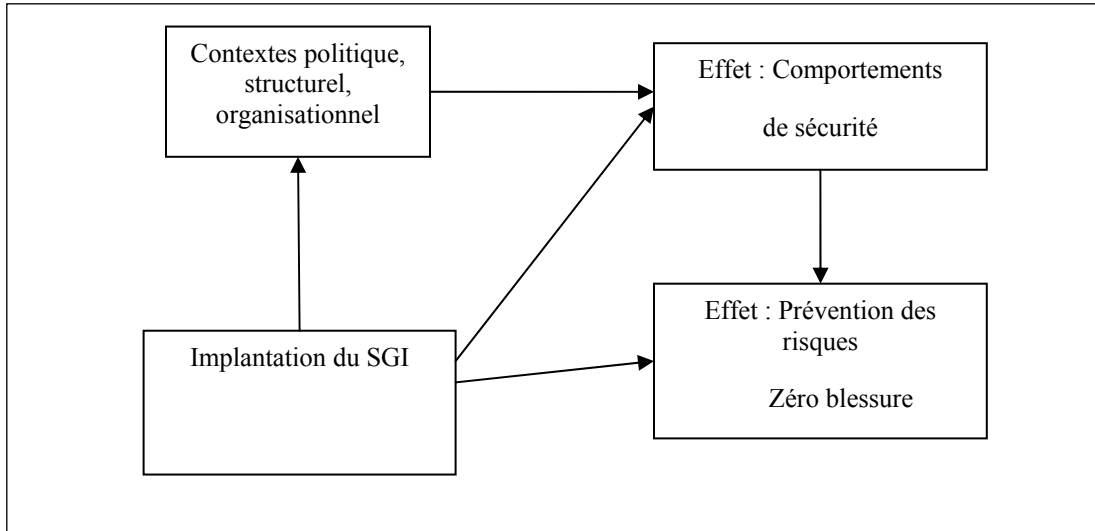 Contextes politique,
structurel,
organisationnel
Effet : Comportements
de sécurité
Implantation du SGI
Effet : Prévention des
risques
Zéro blessure